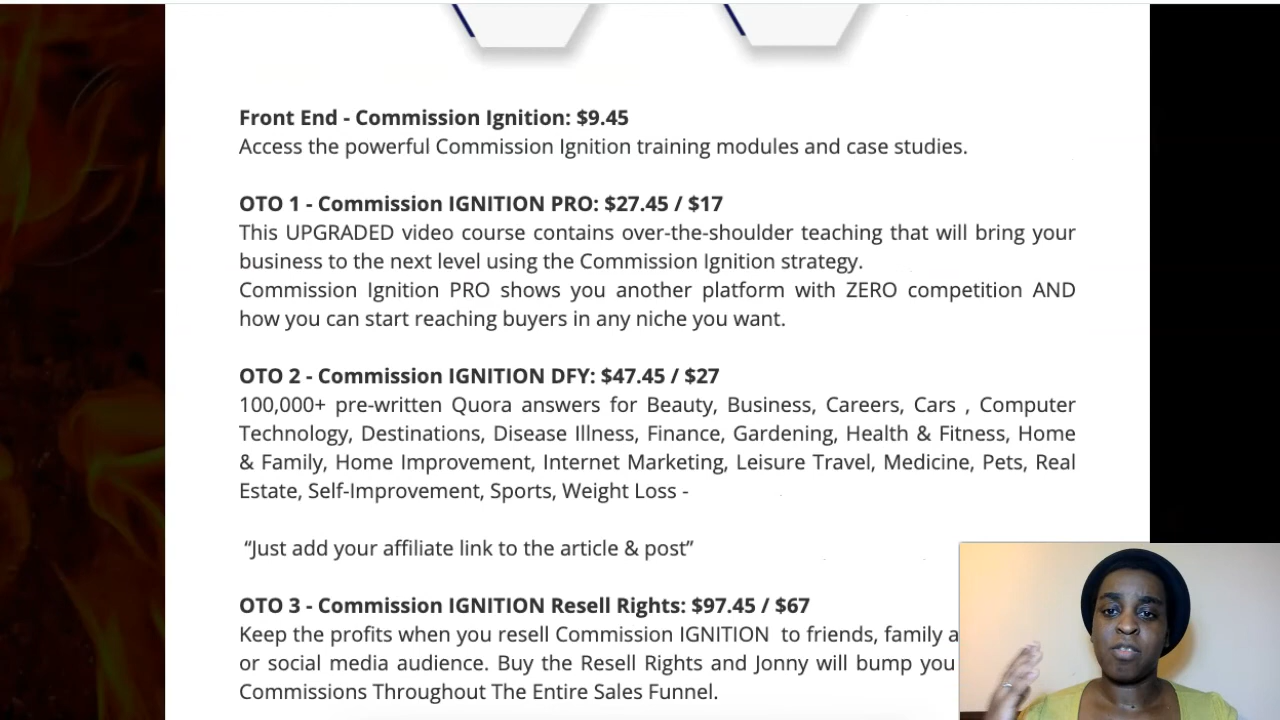 Front End - Commission Ignition: $9.45
Access the powerful Commission Ignition training modules and case studies.
OTO 1 - Commission IGNITION PRO: $27.45 / $17
This UPGRADED video course contains over-the-shoulder teaching that will bring your
business to the next level using the Commission Ignition strategy.
Commission Ignition PRO shows you another platform with ZERO competition AND
how you can start reaching buyers in any niche you want.
OTO 2 - Commission IGNITION DFY: $47.45 / $27
100,000+ pre-written Quora answers for Beauty, Business, Careers, Cars , Computer
Technology, Destinations, Disease Illness, Finance, Gardening, Health & Fitness, Home
& Family, Home Improvement, Internet Marketing, Leisure Travel, Medicine, Pets, Real
Estate, Self-Improvement, Sports, Weight Loss -
“Just add your affiliate link to the article & post”
OTO 3 - Commission IGNITION Resell Rights: $97.45 / $67
Keep the profits when you resell Commission IGNITION to friends, family a
or social media audience. Buy the Resell Rights and Jonny will bump you
Commissions Throughout The Entire Sales Funnel.